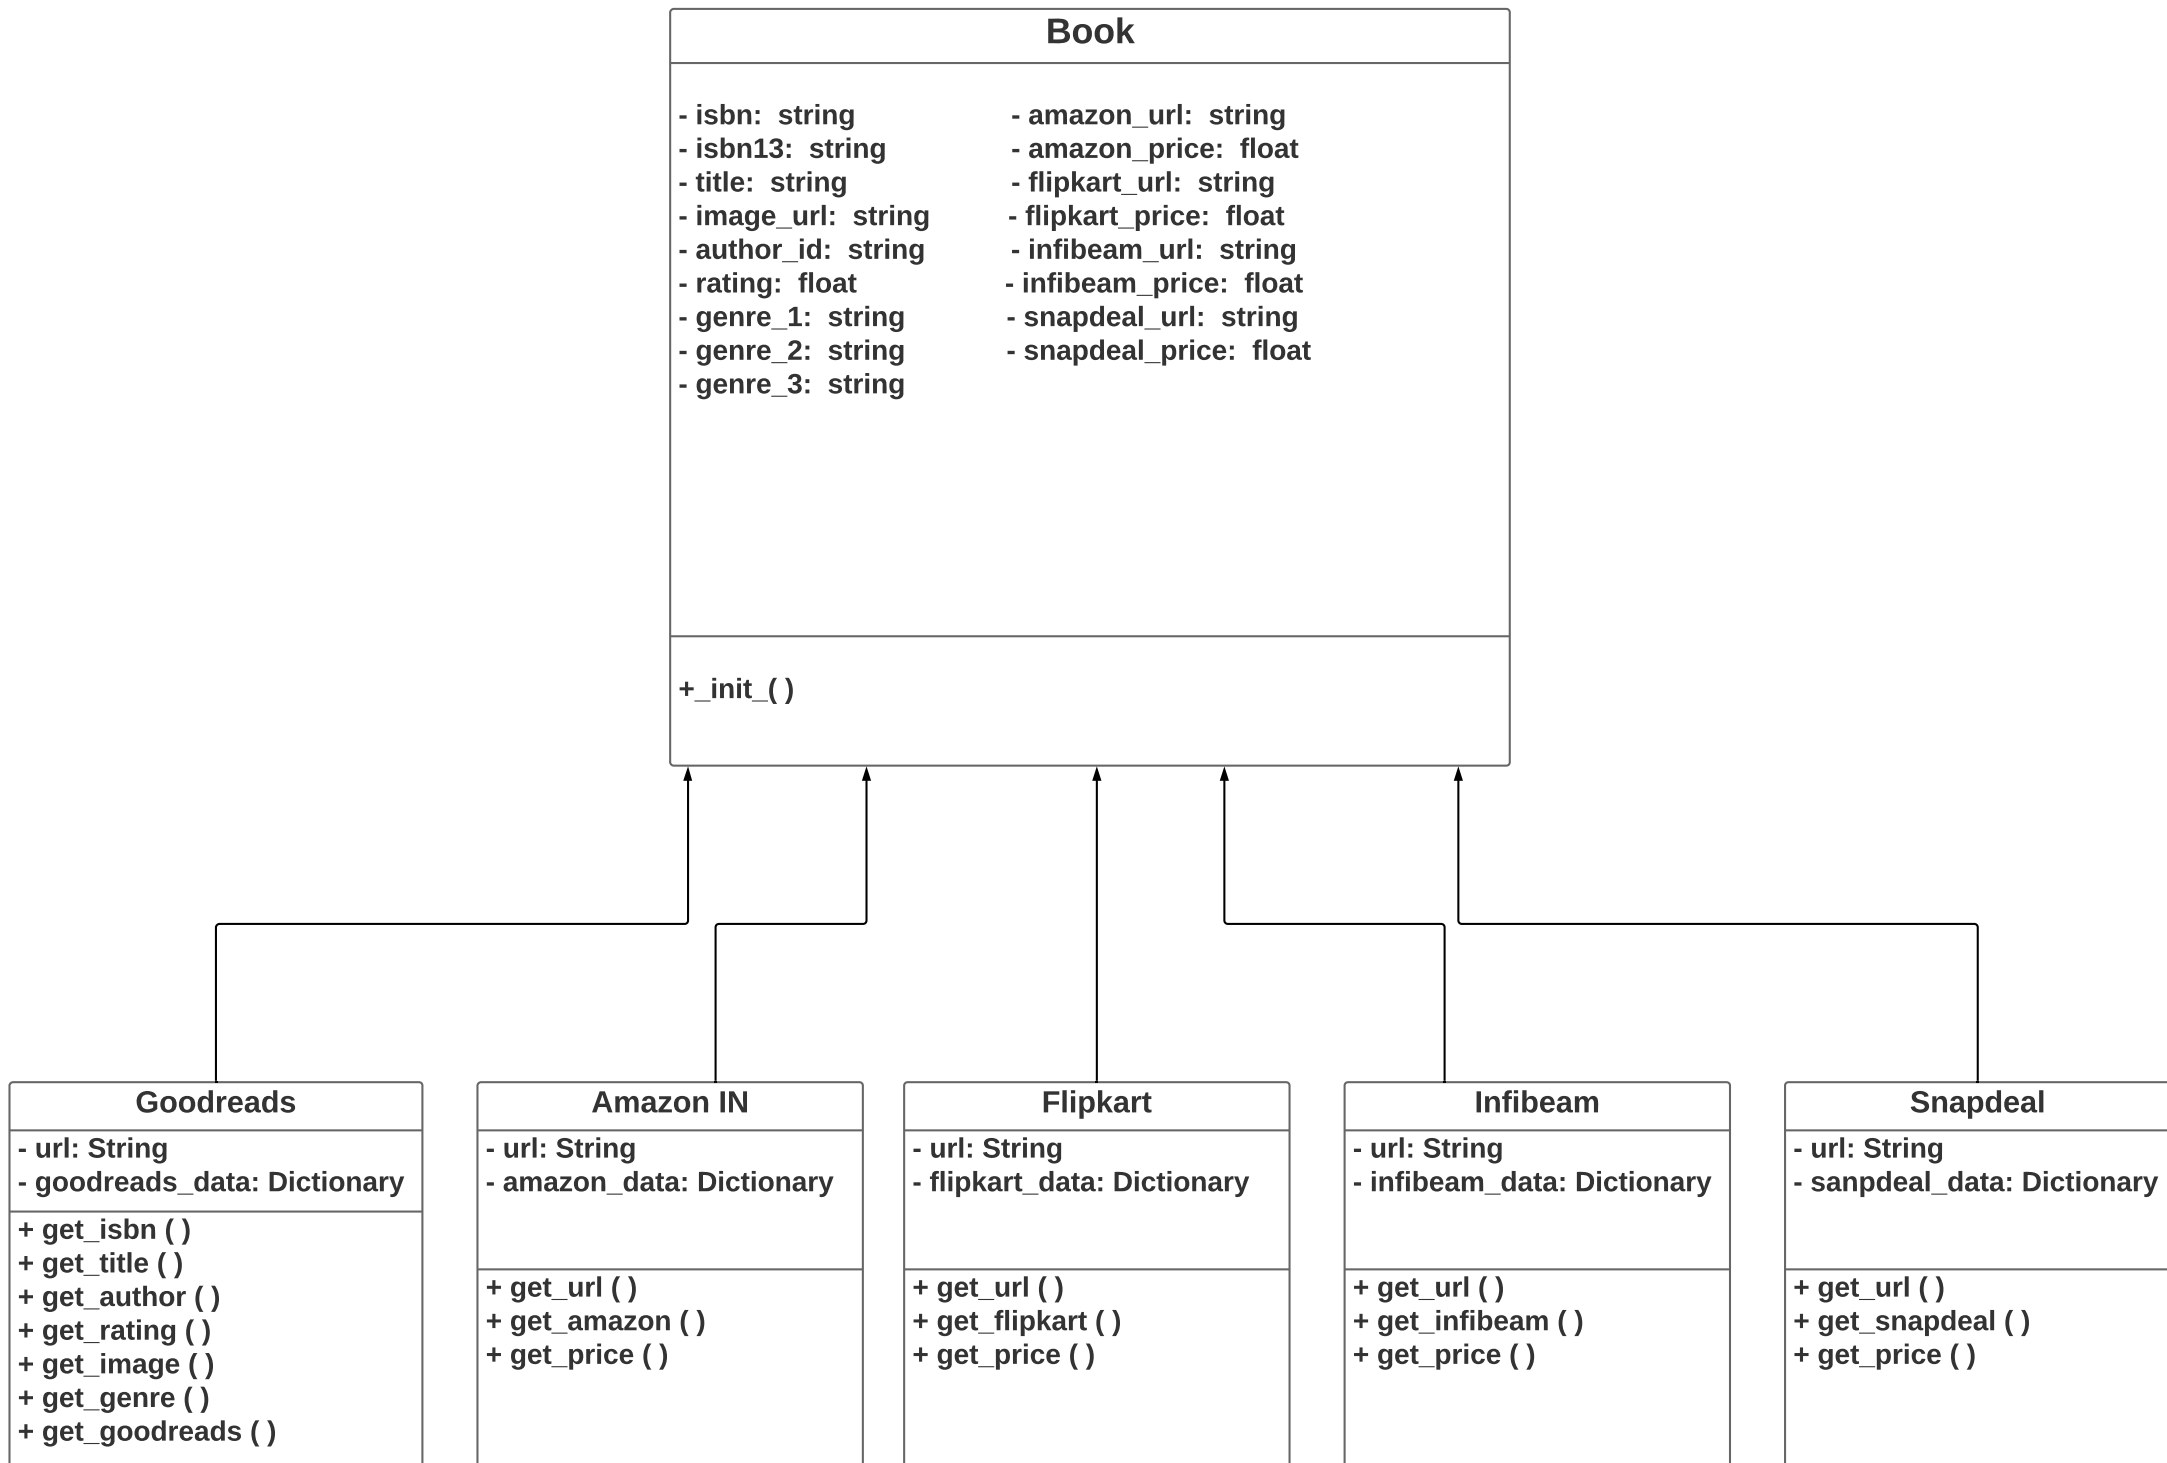 Book
- isbn:  string
- isbn13:  string
- title:  string
- image_url:  string
- author_id:  string
- rating:  float
- genre_1:  string
- genre_2:  string
- genre_3:  string
- amazon_url:  string
- amazon_price:  float
- flipkart_url:  string
- flipkart_price:  float
- infibeam_url:  string
- infibeam_price:  float
- snapdeal_url:  string
- snapdeal_price:  float
+_init_( )
Goodreads
- url: String
- goodreads_data: Dictionary
+ get_isbn ( )
+ get_title ( )
+ get_author ( )
+ get_rating ( )
+ get_image ( )
+ get_genre ( )
+ get_goodreads ( )
Amazon IN
- url: String
- amazon_data: Dictionary
+ get_url ( )
+ get_amazon ( )
+ get_price ( )
Flipkart
- url: String
- flipkart_data: Dictionary
+ get_url ( )
+ get_flipkart ( )
+ get_price ( )
Infibeam
- url: String
- infibeam_data: Dictionary
+ get_url ( )
+ get_infibeam ( )
+ get_price ( )
Snapdeal
- url: String
- sanpdeal_data: Dictionary
+ get_url ( )
+ get_snapdeal ( )
+ get_price ( )